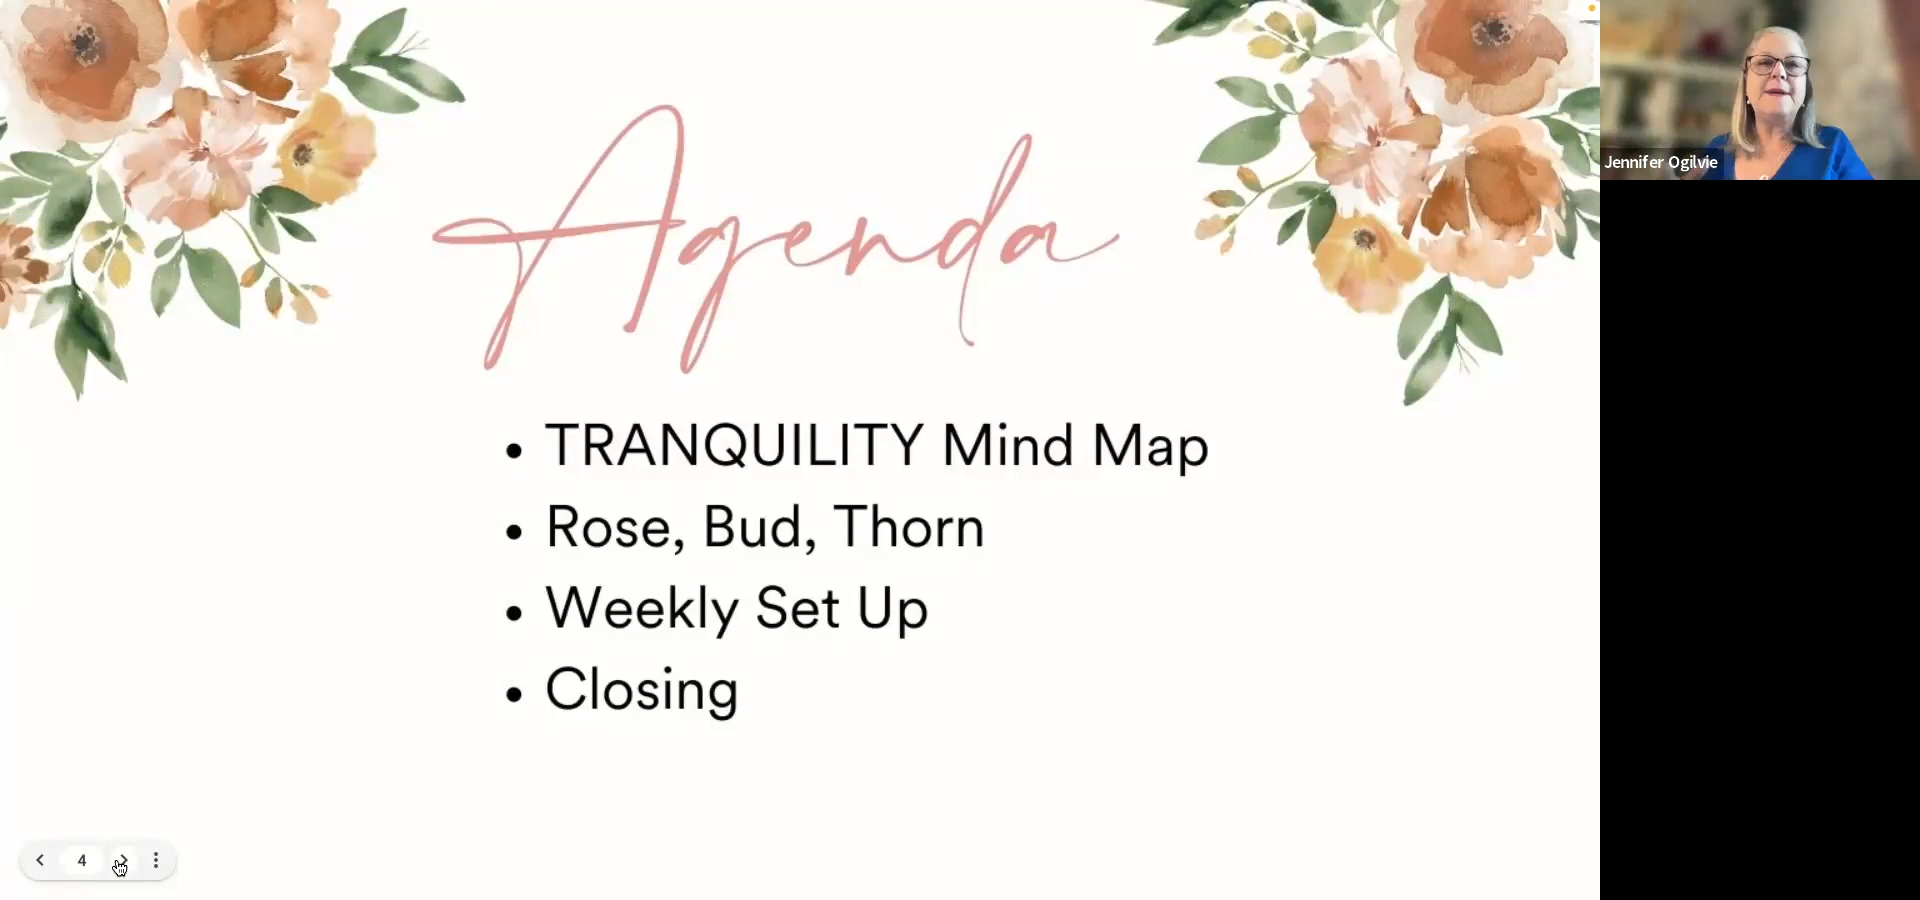 Agenda
Jennifer Ogilvie
• TRANQUILITY Mind Map
• Rose, Bud, Thorn
• Weekly Set Up
• Closing
4